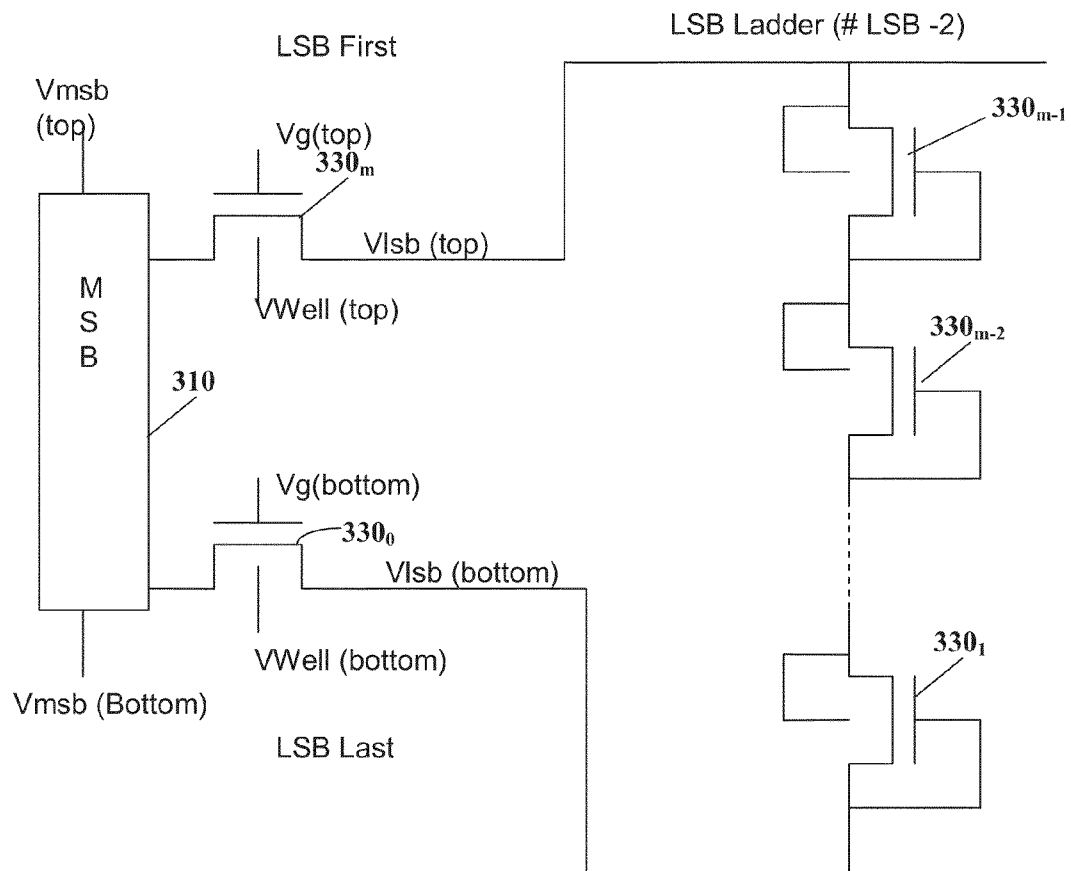 LSB Ladder (# LSB -2)
LSB First
Vmsb
(top)
330m-1
Vg(top)
330m
Vlsb (top)
M
S
B
VWell (top)
330m-2
310
Vg(bottom)
330₀
Vlsb (bottom)
330₁
VWell (bottom)
Vmsb (Bottom)
LSB Last